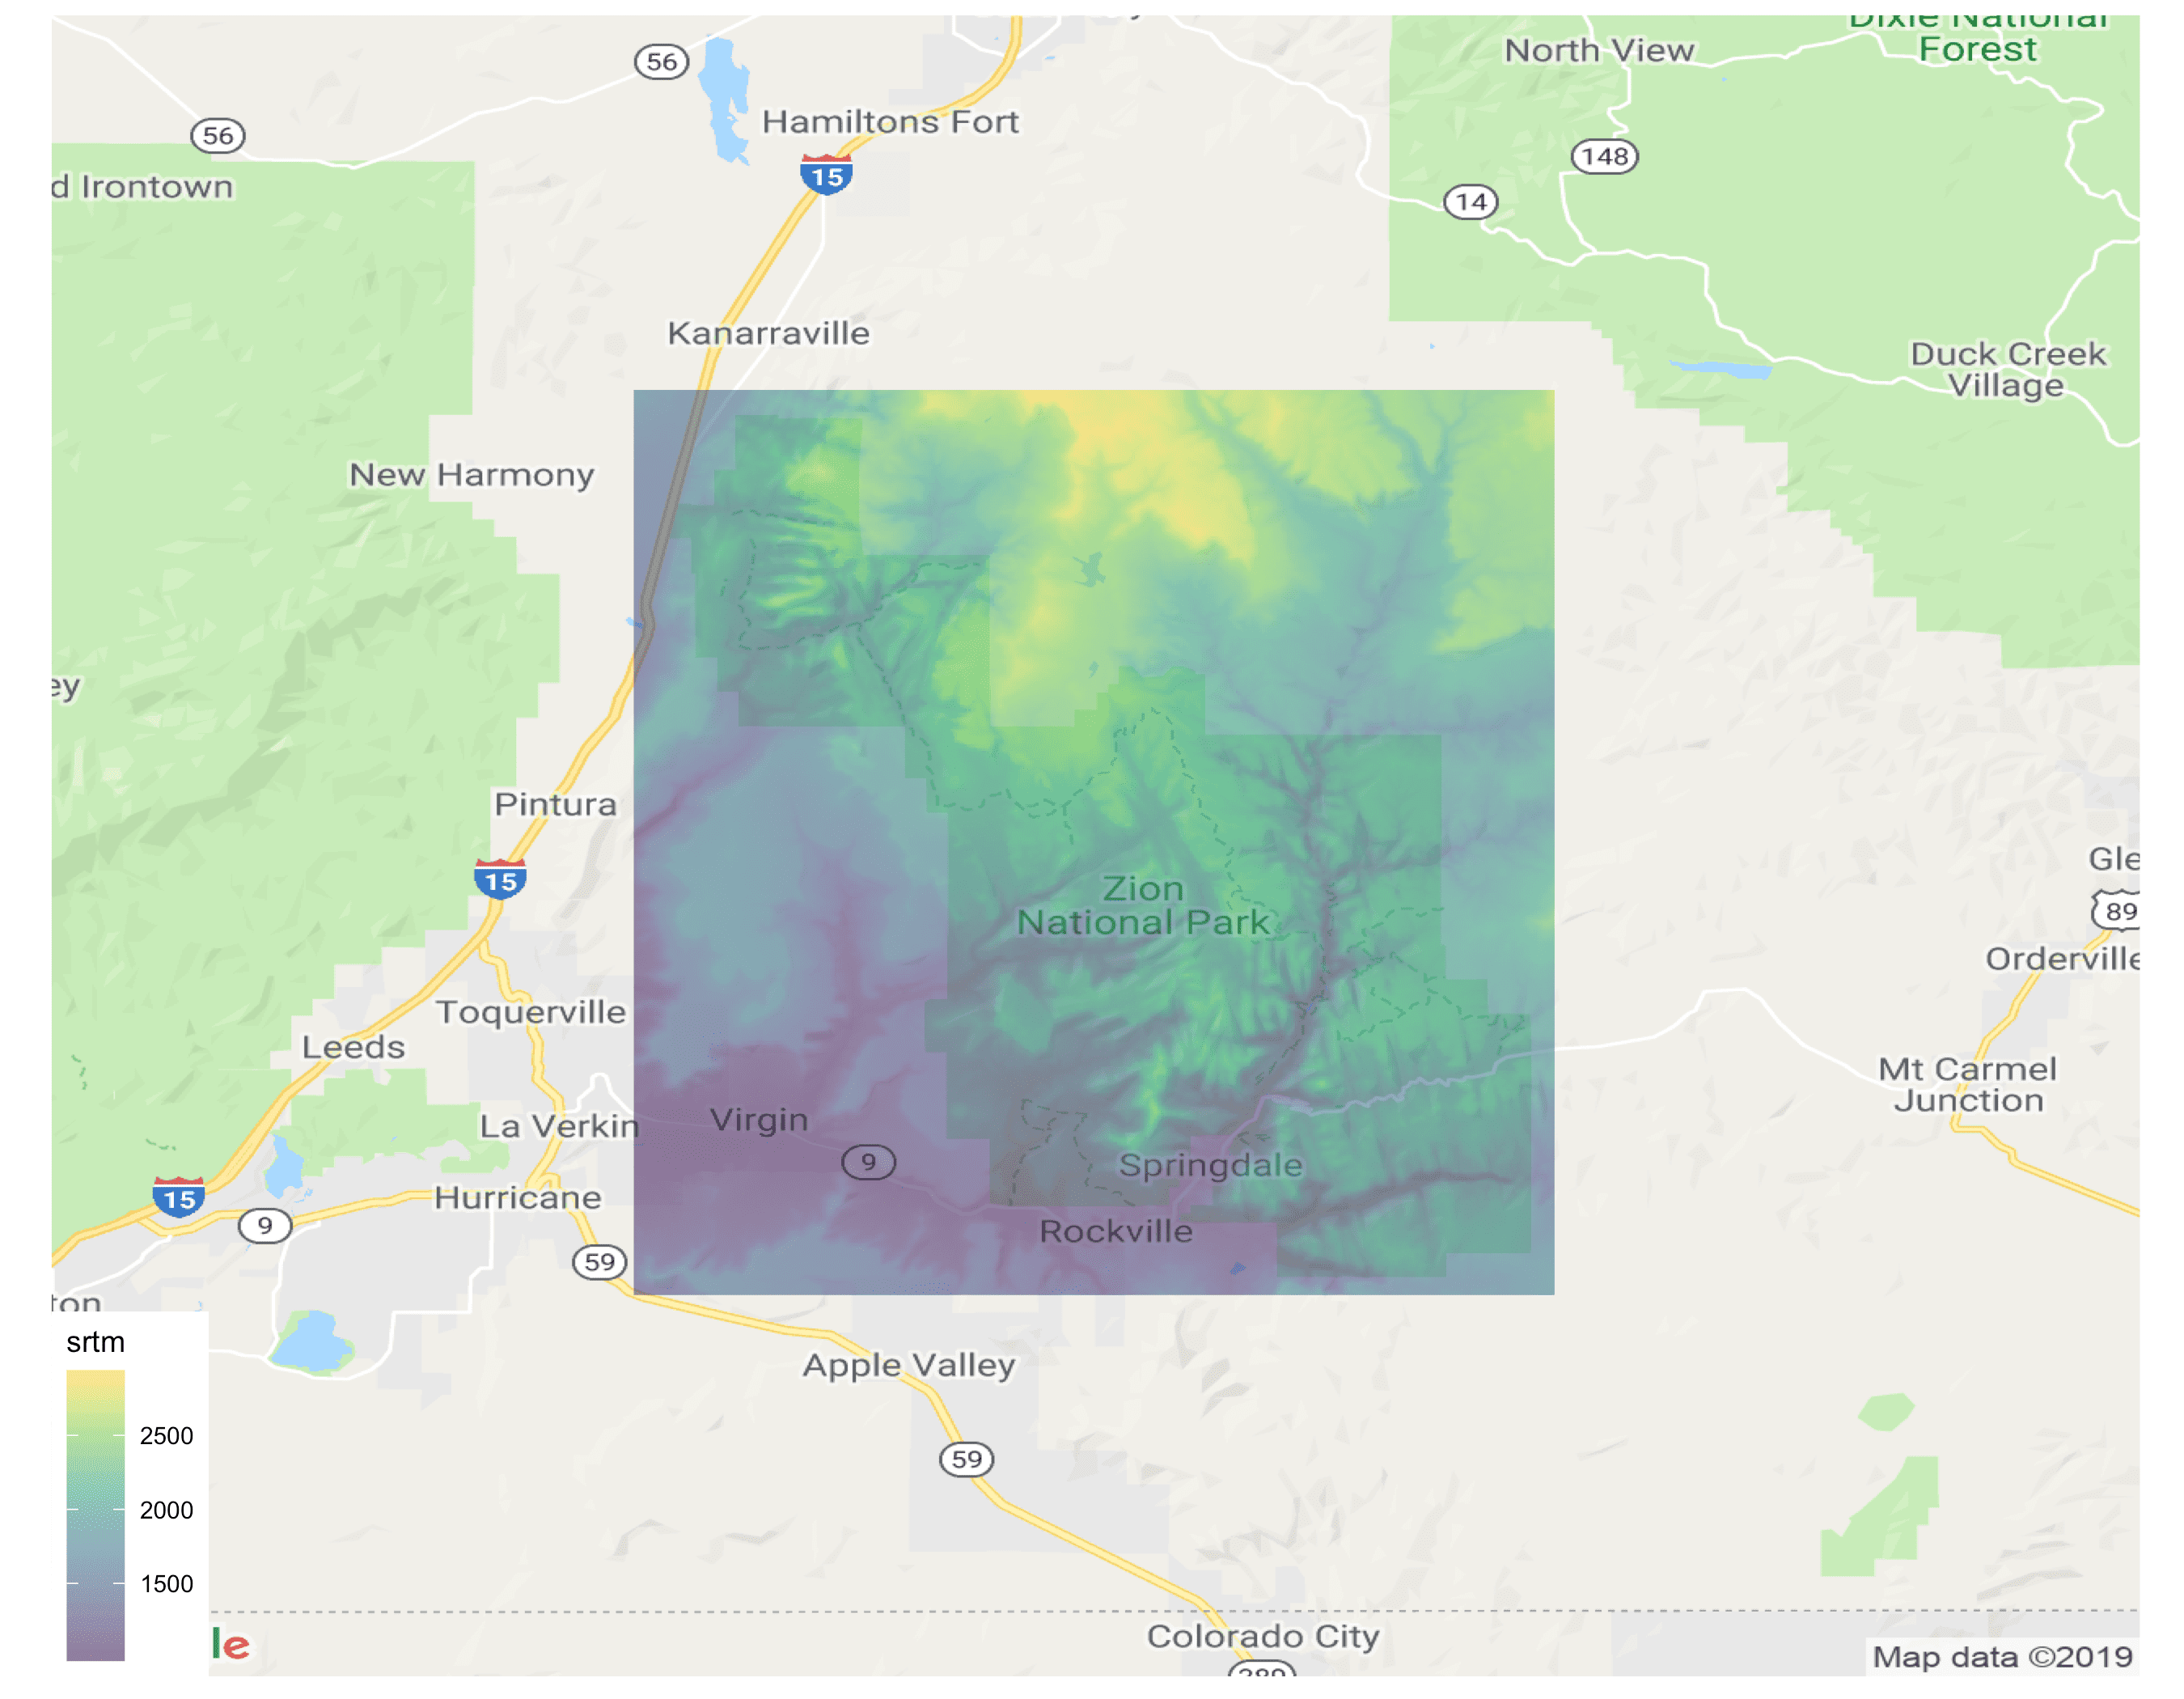 Dixie National
Forest
North View
56
Hamiltons Fort
56
148
15
d Irontown
14
Kanarraville
Duck Creek
Village
New Harmony
ey
Pintura
Gle
15
Zion
National Park
89
Orderville
Toquerville
Leeds
Mt Carmel
Junction
La Verkin
Virgin
9
Springdale
15
Hurricane
9
Rockville
59
ton
srtm
Apple Valley
2500
59
2000
1500
Colorado City
le
Map data ©2019
389